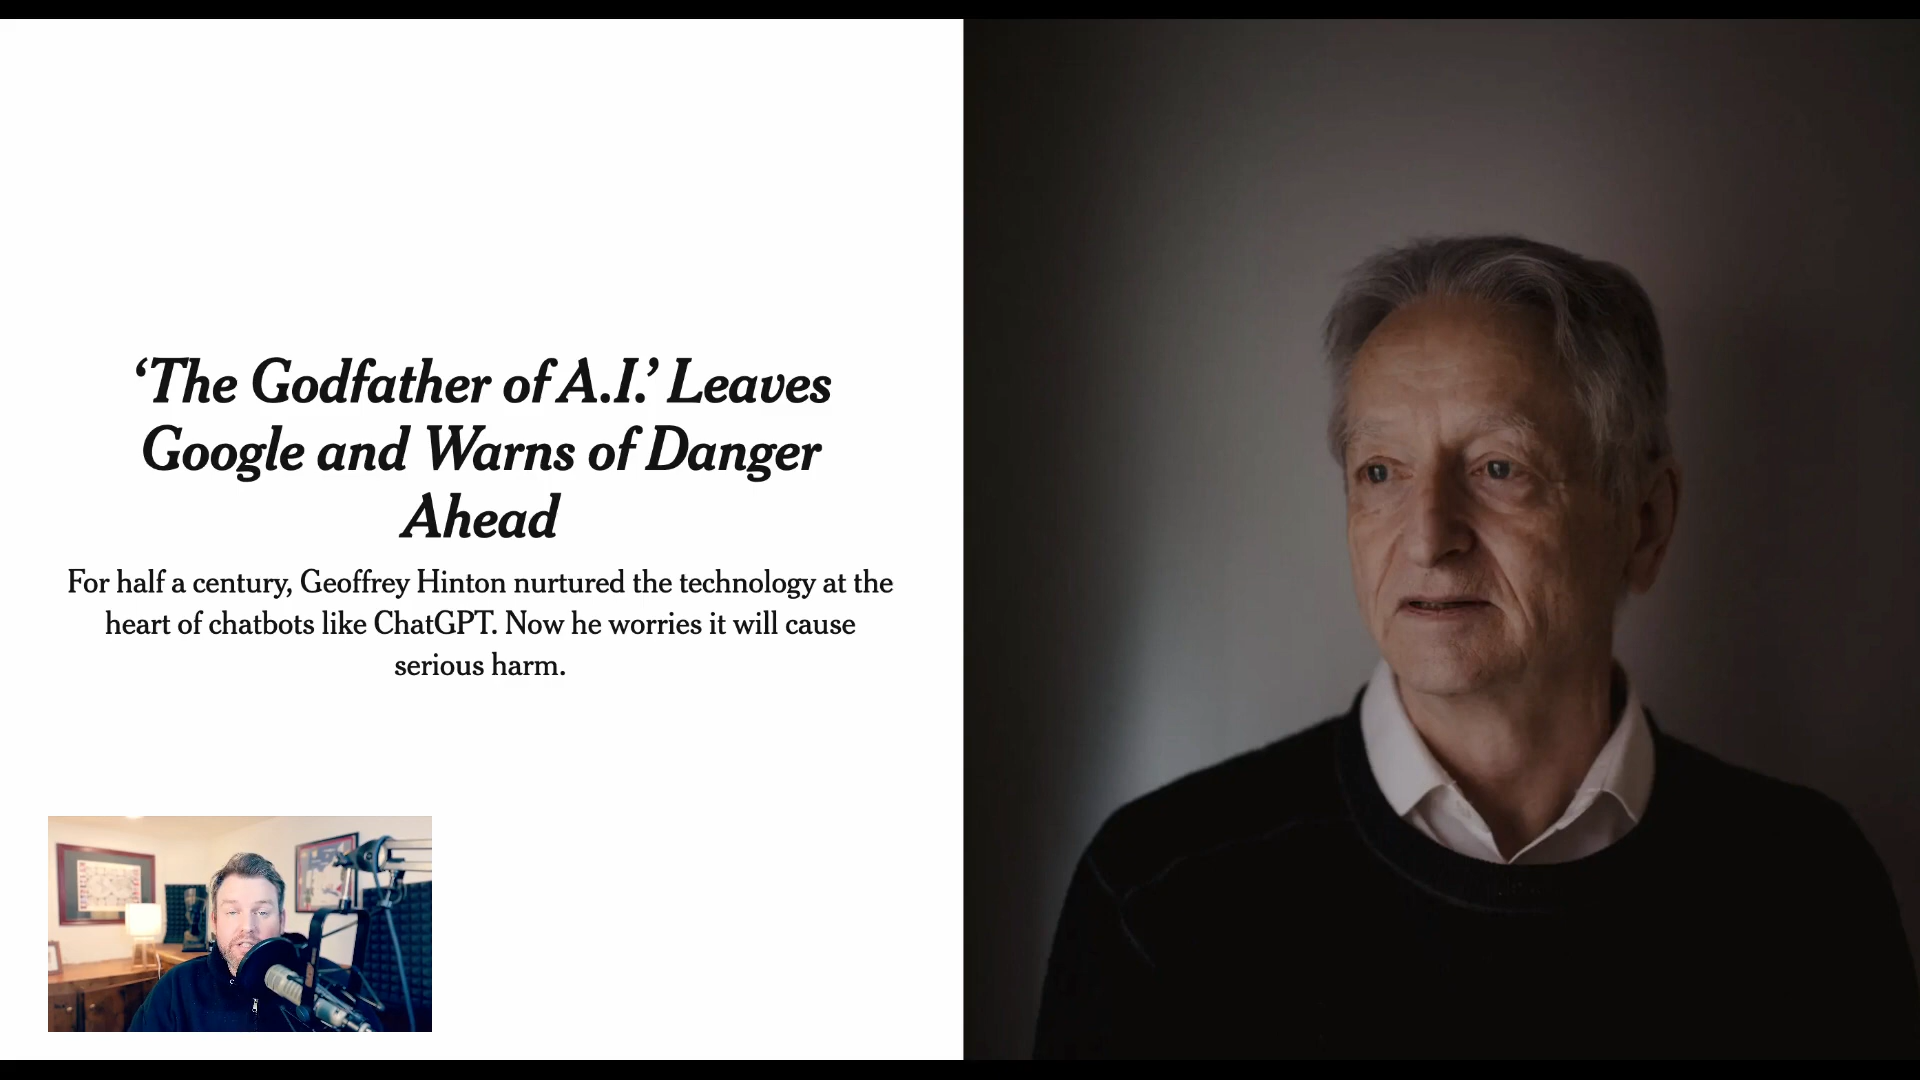 ‘The Godfather of A.I.’ Leaves
Google and Warns of Danger
Ahead
For half a century, Geoffrey Hinton nurtured the technology at the
heart of chatbots like ChatGPT. Now he worries it will cause
serious harm.